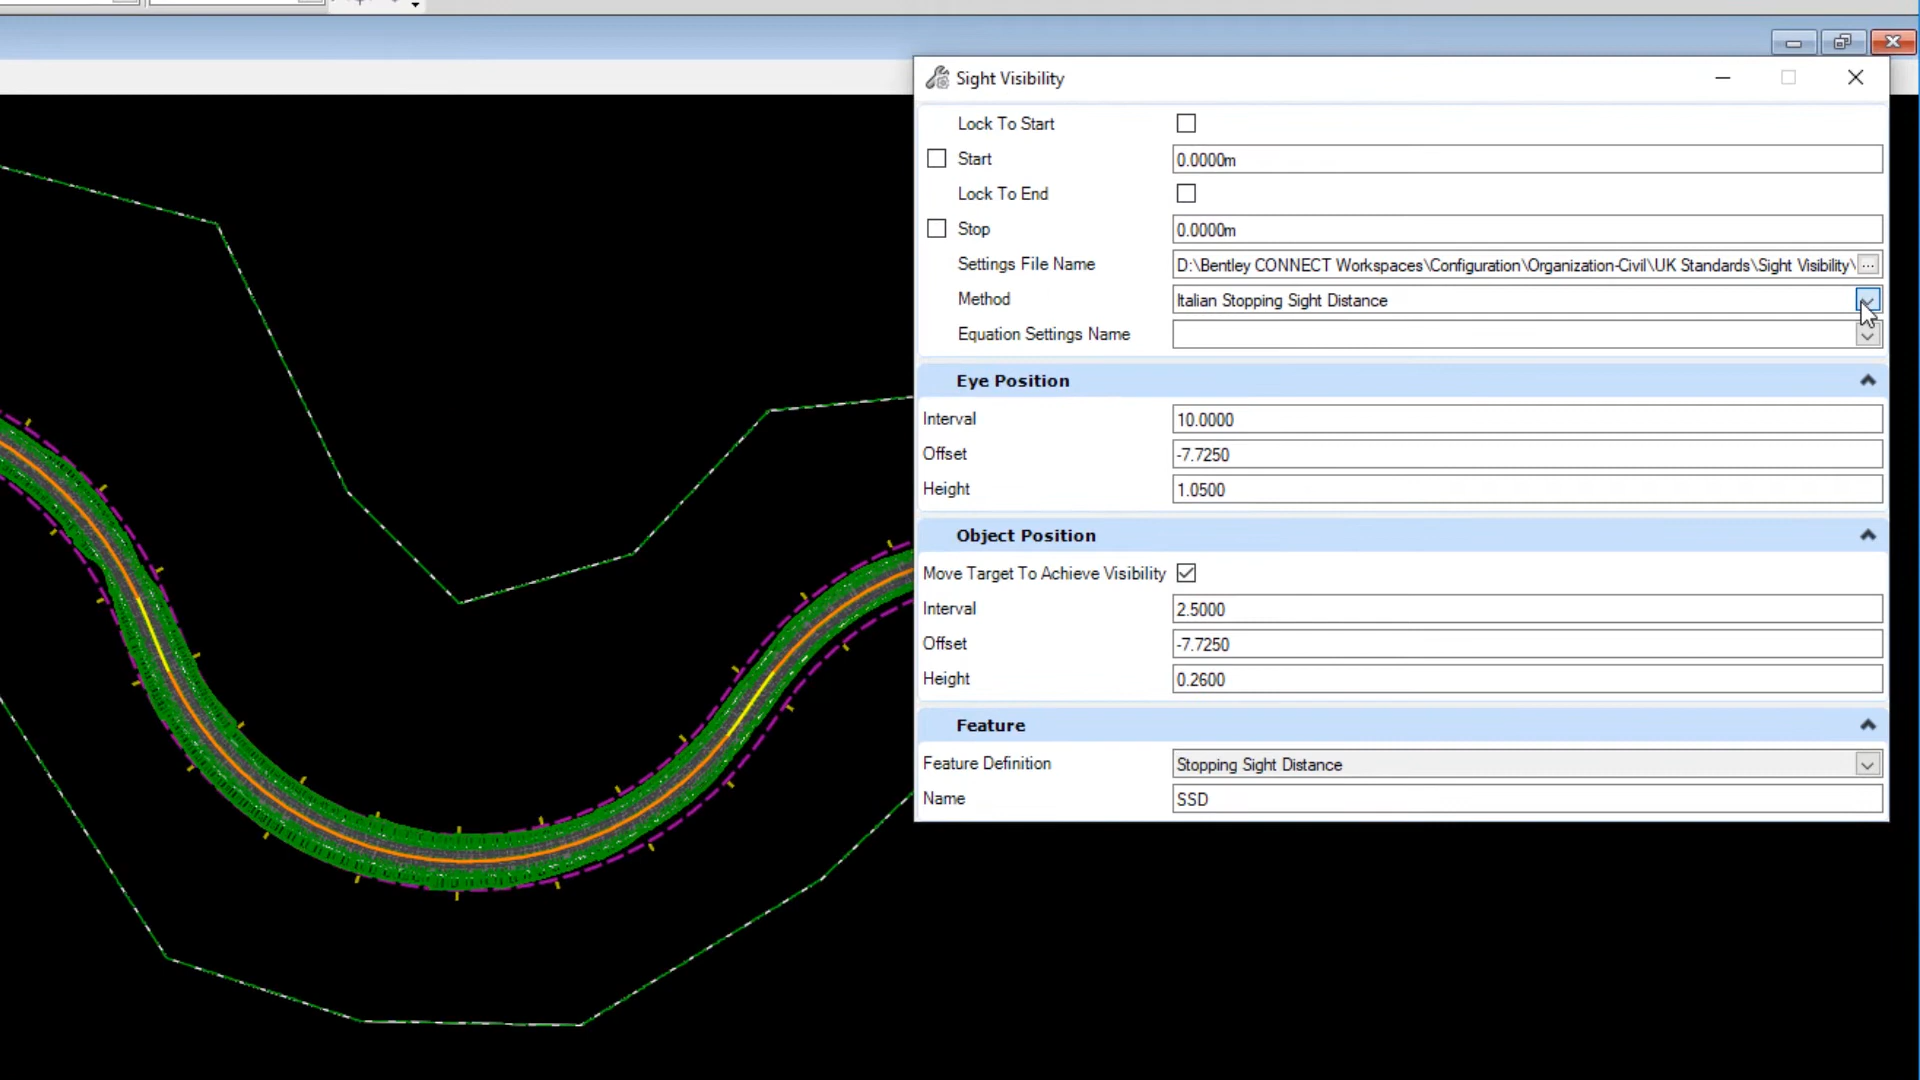 Sight Visibility
Lock To Start
Start 0.0000m
Lock To End
Stop 0.0000m
Settings File Name D:\Bentley CONNECT Workspaces\Configuration\Organization-Civil\UK Standards\Sight Visibility\ ...
Method Italian Stopping Sight Distance
Equation Settings Name
Eye Position
Interval 10.0000
Offset -7.7250
Height 1.0500
Object Position
Move Target To Achieve Visibility
Interval 2.5000
Offset -7.7250
Height 0.2600
Feature
Feature Definition Stopping Sight Distance
Name SSD